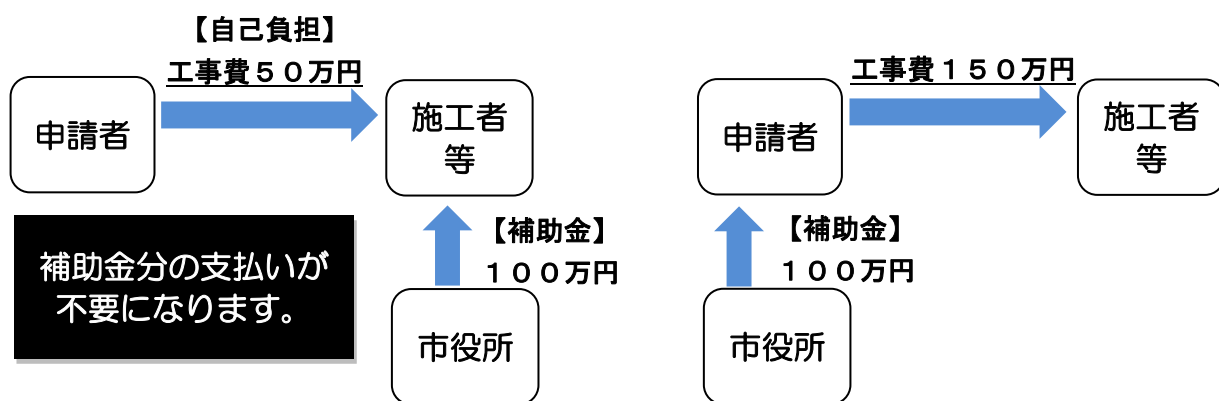 【自己負担】
工事費５０万円
申請者
施工者
等
補助金分の支払いが
不要になります。
【補助金】
１００万円
市役所
工事費１５０万円
申請者
施工者
等
【補助金】
１００万円
市役所